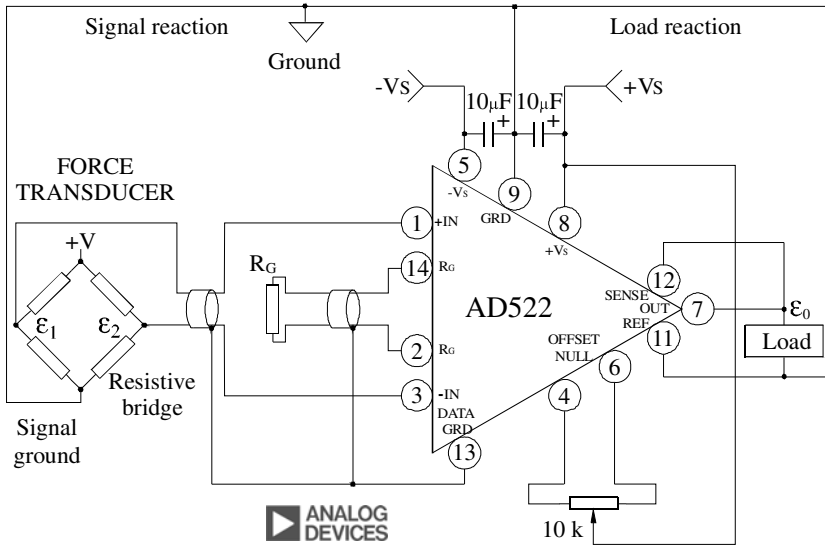 Signal reaction
Load reaction
Ground
-VS
+VS
10µF
+
10µF
+
FORCE
TRANSDUCER
+V
ε1
ε2
Resistive
bridge
Signal
ground
RG
1
+IN
14
RG
2
RG
3
-IN
DATA
GRD
13
5
-VS
9
GRD
8
+VS
AD522
12
SENSE
OUT
7
REF
11
OFFSET
NULL
4
6
ε0
Load
10 k
ANALOG
DEVICES